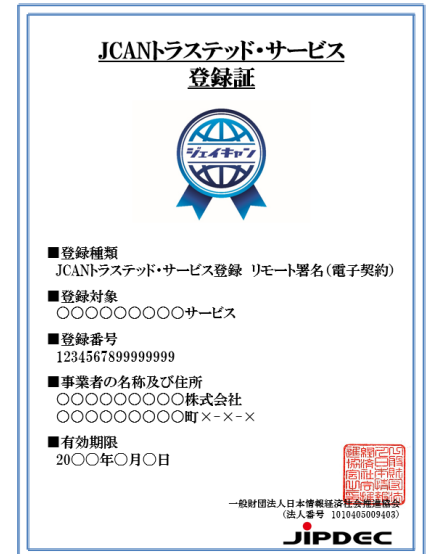 JCANトラステッド・サービス
登録証
ジェイキャン
■登録種類
JCANトラステッド・サービス登録 リモート署名(電子契約)
■登録対象
○○○○○○○○○サービス
■登録番号
1234567899999999
■事業者の名称及び住所
○○○○○○○○○株式会社
○○○○○○○○○町×-×-×
■有効期限
20○○年○月○日
一般財団法人日本情報経済社会推進協会
(法人番号 1010405009403)
JIPDEC